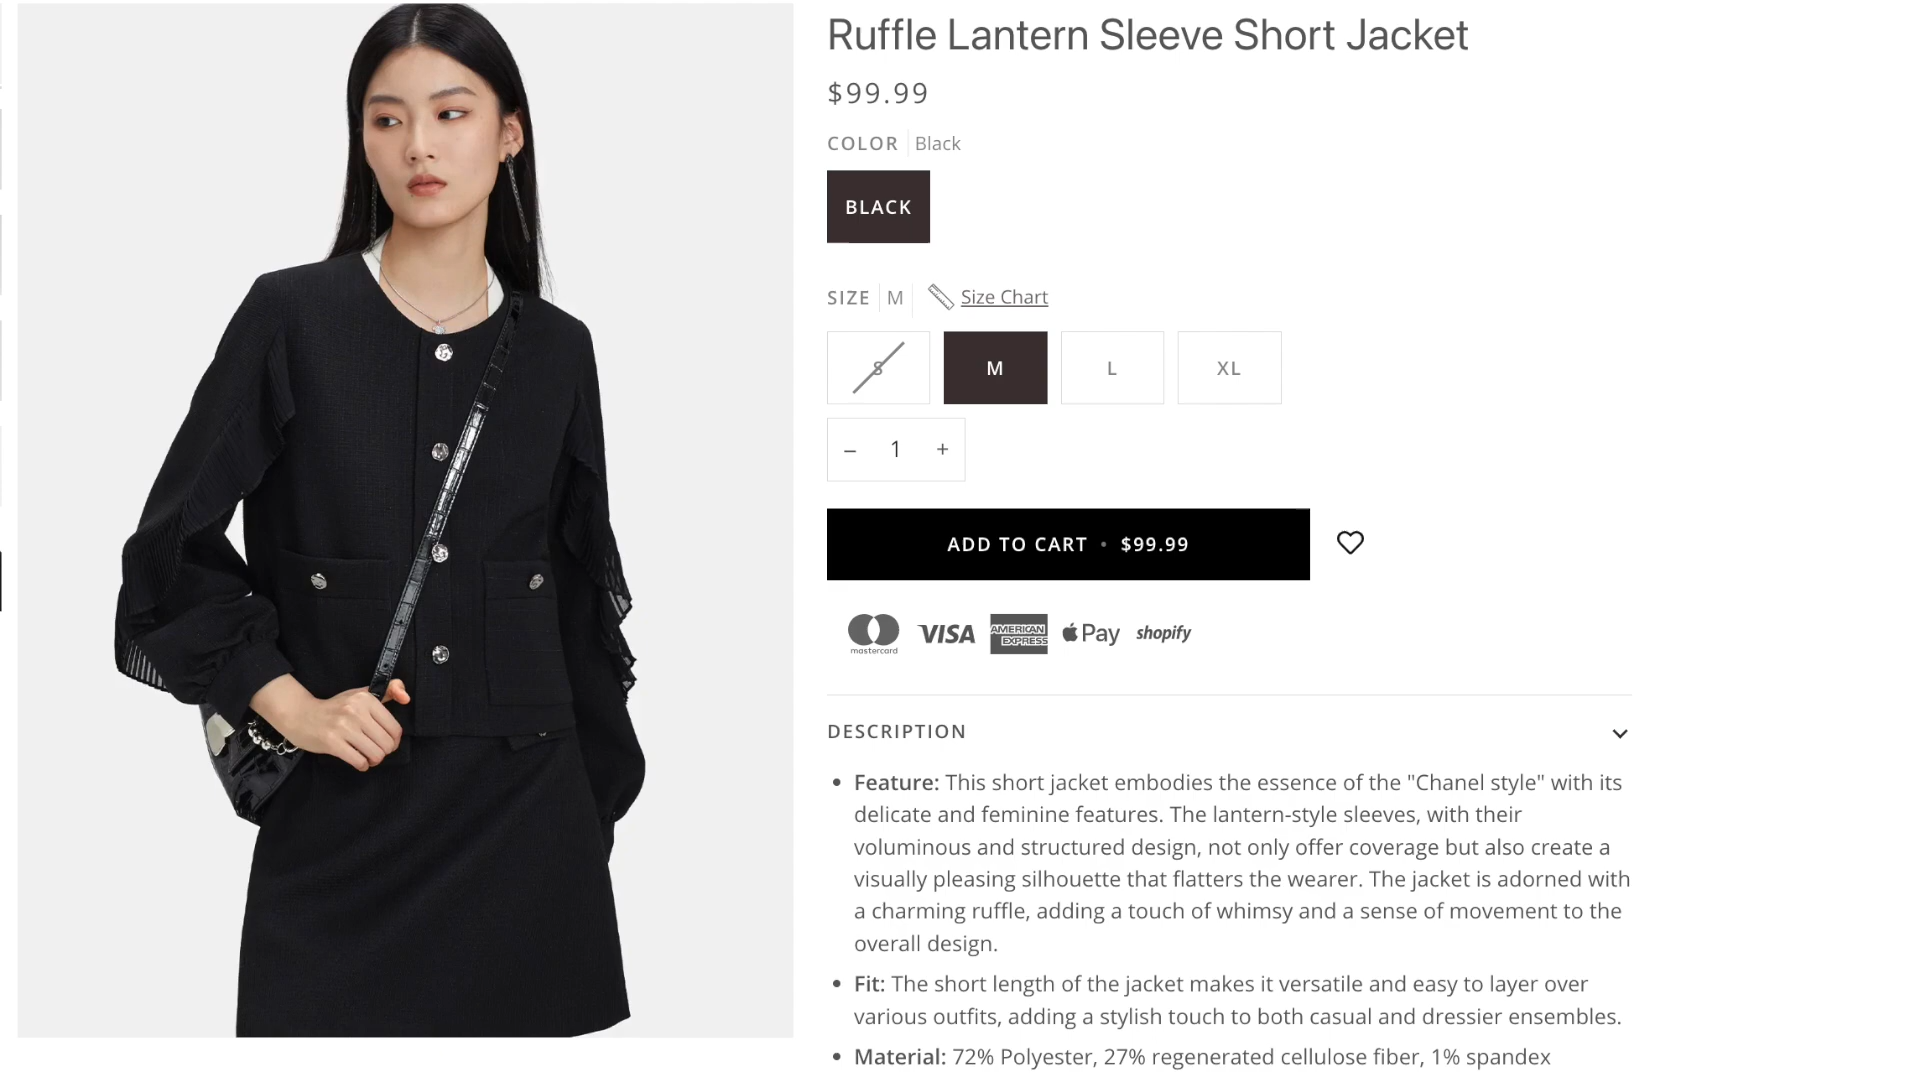 Ruffle Lantern Sleeve Short Jacket
$99.99
COLOR Black
BLACK
SIZE M Size Chart
S M L XL
– 1 +
ADD TO CART • $99.99
mastercard VISA AMERICAN EXPRESS Pay shopify
DESCRIPTION
• Feature: This short jacket embodies the essence of the "Chanel style" with its
delicate and feminine features. The lantern-style sleeves, with their
voluminous and structured design, not only offer coverage but also create a
visually pleasing silhouette that flatters the wearer. The jacket is adorned with
a charming ruffle, adding a touch of whimsy and a sense of movement to the
overall design.
• Fit: The short length of the jacket makes it versatile and easy to layer over
various outfits, adding a stylish touch to both casual and dressier ensembles.
• Material: 72% Polyester, 27% regenerated cellulose fiber, 1% spandex